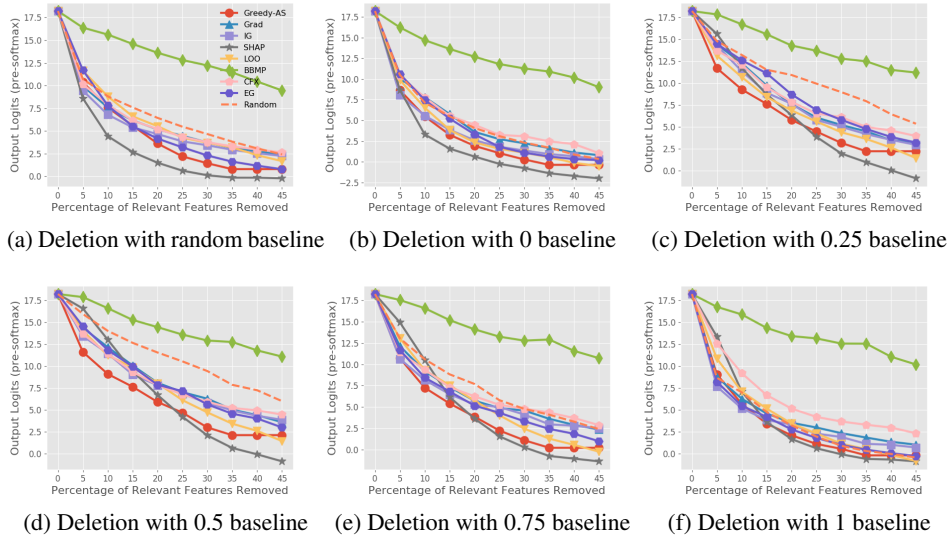 17.5
15.0
12.5
10.0
7.5
5.0
2.5
0.0
Output Logits (pre-softmax)
Greedy-AS
Grad
IG
SHAP
LOO
BBMP
CFX
EG
Random
0 5 10 15 20 25 30 35 40 45
Percentage of Relevant Features Removed
(a) Deletion with random baseline
17.5
15.0
12.5
10.0
7.5
5.0
2.5
0.0
−2.5
Output Logits (pre-softmax)
0 5 10 15 20 25 30 35 40 45
Percentage of Relevant Features Removed
(b) Deletion with 0 baseline
17.5
15.0
12.5
10.0
7.5
5.0
2.5
0.0
Output Logits (pre-softmax)
0 5 10 15 20 25 30 35 40 45
Percentage of Relevant Features Removed
(c) Deletion with 0.25 baseline
17.5
15.0
12.5
10.0
7.5
5.0
2.5
0.0
Output Logits (pre-softmax)
0 5 10 15 20 25 30 35 40 45
Percentage of Relevant Features Removed
(d) Deletion with 0.5 baseline
17.5
15.0
12.5
10.0
7.5
5.0
2.5
0.0
Output Logits (pre-softmax)
0 5 10 15 20 25 30 35 40 45
Percentage of Relevant Features Removed
(e) Deletion with 0.75 baseline
17.5
15.0
12.5
10.0
7.5
5.0
2.5
0.0
Output Logits (pre-softmax)
0 5 10 15 20 25 30 35 40 45
Percentage of Relevant Features Removed
(f) Deletion with 1 baseline